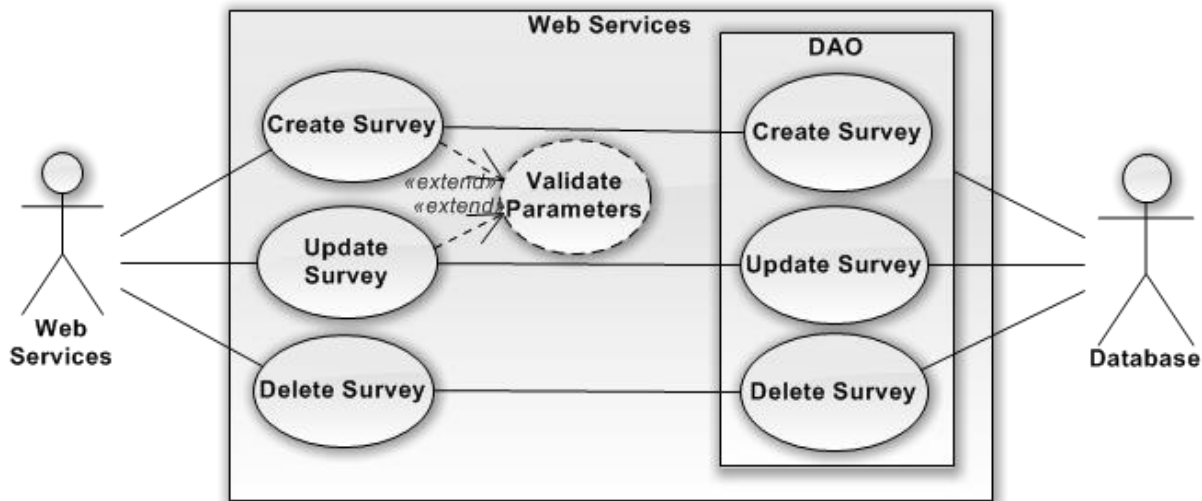 Web Services
DAO
Create Survey
Create Survey
«extend»
Validate
Parameters
«extend»
Update
Survey
Update Survey
Delete Survey
Delete Survey
Web
Services
Database